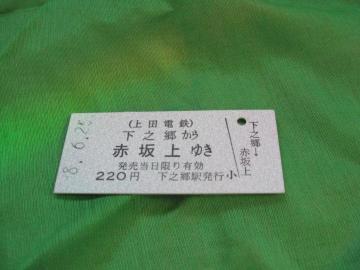 8.6.2
(上田電鉄)
下之郷から
赤坂上ゆき
発売当日限り有効
220円 下之郷駅発行 小
下之郷→
赤坂上